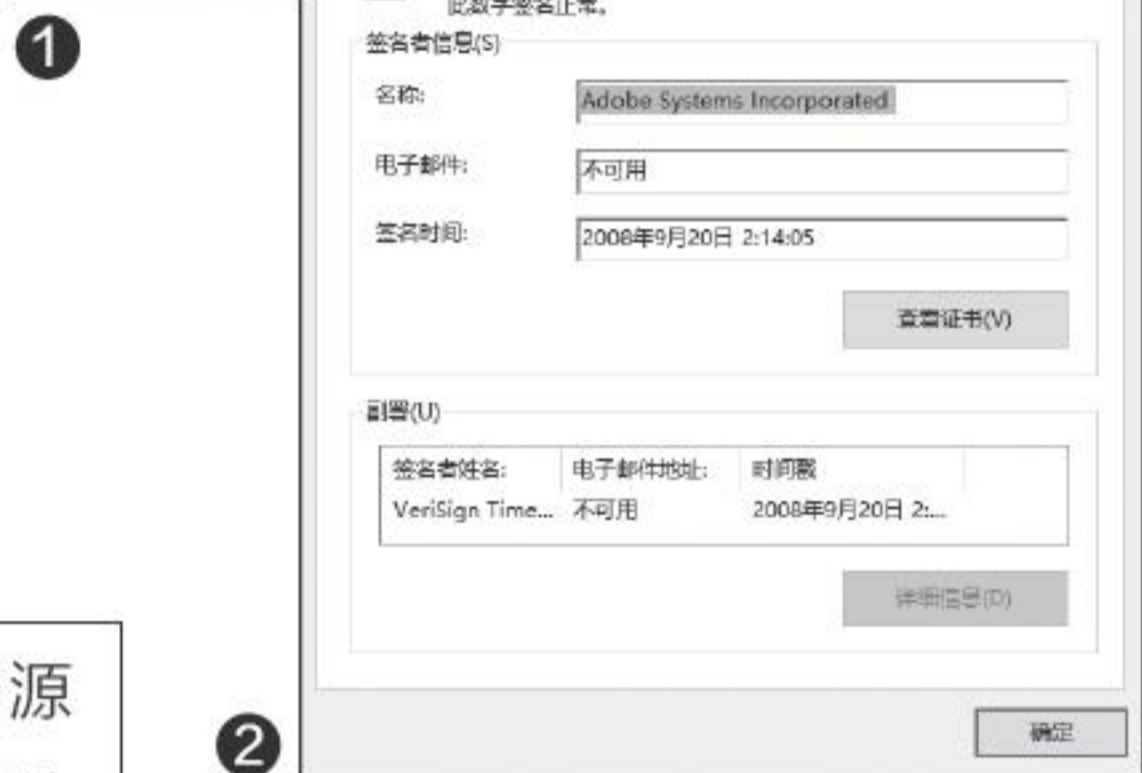 ❶
此数字签名正常。
签名者信息(S)
名称:
Adobe Systems Incorporated
电子邮件:
不可用
签名时间:
2008年9月20日 2:14:05
查看证书(V)
副署(U)
签名者姓名: 电子邮件地址: 时间戳
VeriSign Time... 不可用 2008年9月20日 2:...
详细信息(D)
源
❷
确定